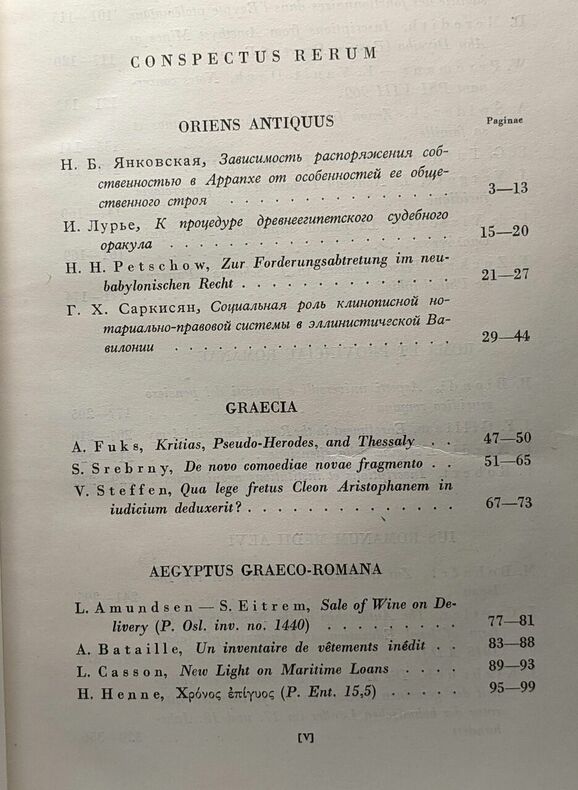 CONSPECTUS RERUM
ORIENS ANTIQUUS
Paginae
Н. Б. Янковская, Зависимость распоряжения соб-
ственностью в Аррапхе от особенностей ее обще-
ственного строя . . . . . . . . . . . . . . . 3—13
И. Лурье, К процедуре древнеегипетского судебного
оракула . . . . . . . . . . . . . . . . . . 15—20
H. H. Petschow, Zur Forderungsabtretung im neu-
babylonischen Recht . . . . . . . . . . . . . 21—27
Г. Х. Саркисян, Социальная роль клинописной но-
тариально-правовой системы в эллинистической Ва-
вилонии . . . . . . . . . . . . . . . . . . 29—44
GRAECIA
A. Fuks, Kritias, Pseudo-Herodes, and Thessaly . . 47—50
S. Srebrny, De novo comoediae novae fragmento . . 51—65
V. Steffen, Qua lege fretus Cleon Aristophanem in
iudicium deduxerit? . . . . . . . . . . . . . . 67—73
AEGYPTUS GRAECO-ROMANA
L. Amundsen — S. Eitrem, Sale of Wine on De-
livery (P. Osl. inv. no. 1440) . . . . . . . . . 77—81
A. Bataille, Un inventaire de vêtements inédit . . 83—88
L. Casson, New Light on Maritime Loans . . . . 89—93
H. Henne, Χρόνος ἐπίγυος (P. Ent. 15,5) . . . . . 95—99
[V]